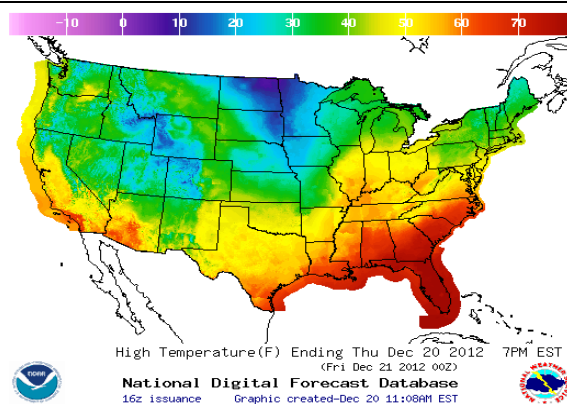 -10 0 10 20 30 40 50 60 70
High Temperature(F) Ending Thu Dec 20 2012 7PM EST
(Fri Dec 21 2012 00Z)
National Digital Forecast Database
16z issuance Graphic created-Dec 20 11:08AM EST
noaa